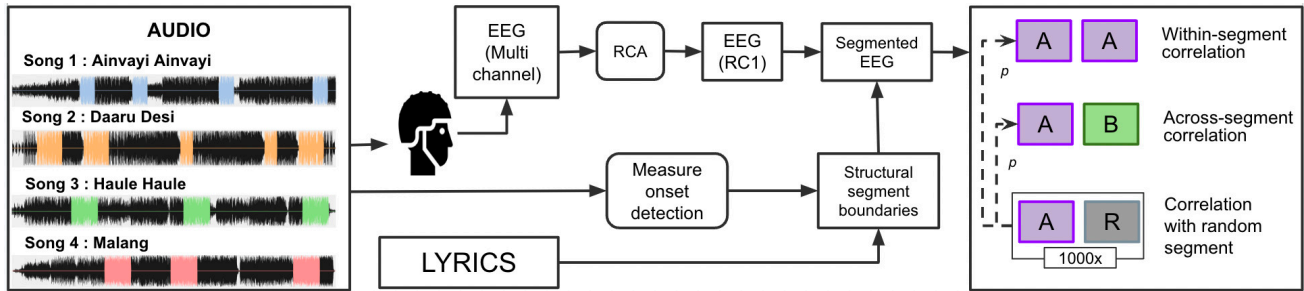 AUDIO
Song 1 : Ainvayi Ainvayi
Song 2 : Daaru Desi
Song 3 : Haule Haule
Song 4 : Malang
EEG
(Multi
channel)
RCA
EEG
(RC1)
Segmented
EEG
Measure
onset
detection
Structural
segment
boundaries
LYRICS
A
A
Within-segment
correlation
p
A
B
Across-segment
correlation
p
A
R
Correlation
with random
segment
1000x